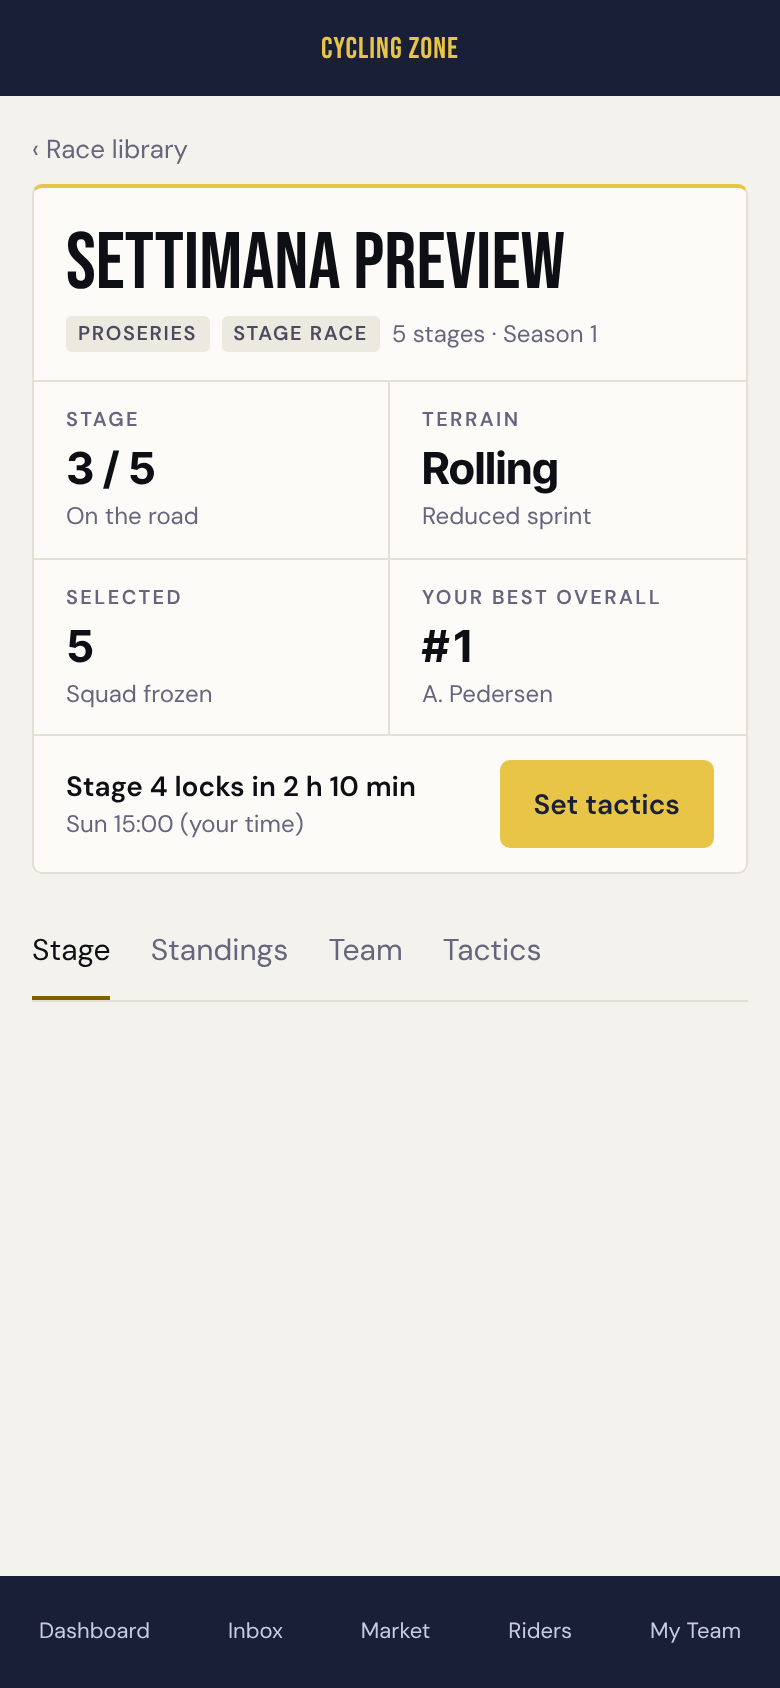 CYCLING ZONE
‹ Race library
SETTIMANA PREVIEW
PROSERIES STAGE RACE 5 stages · Season 1
STAGE
3 / 5
On the road
TERRAIN
Rolling
Reduced sprint
SELECTED
5
Squad frozen
YOUR BEST OVERALL
#1
A. Pedersen
Stage 4 locks in 2 h 10 min
Sun 15:00 (your time)
Set tactics
Stage Standings Team Tactics
Dashboard Inbox Market Riders My Team